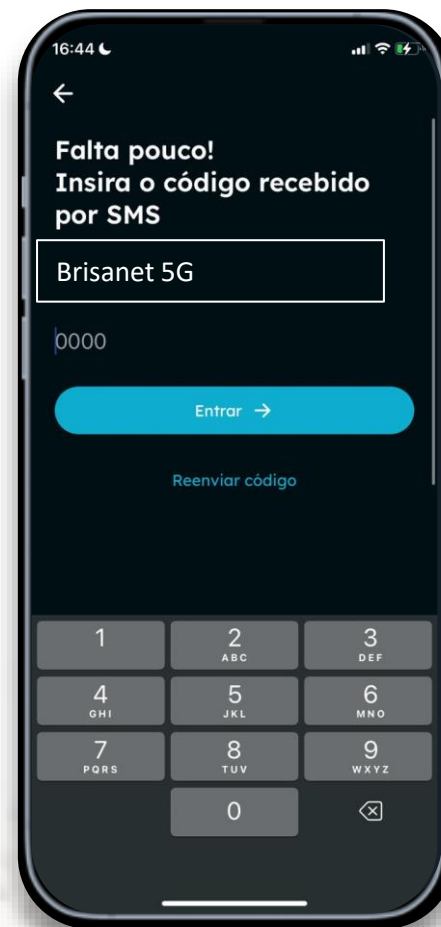 16:44
Falta pouco!
Insira o código recebido
por SMS
Brisanet 5G
0000
Entrar →
Reenviar código
1 2 3
ABC DEF
4 5 6
GHI JKL MNO
7 8 9
PQRS TUV WXYZ
0